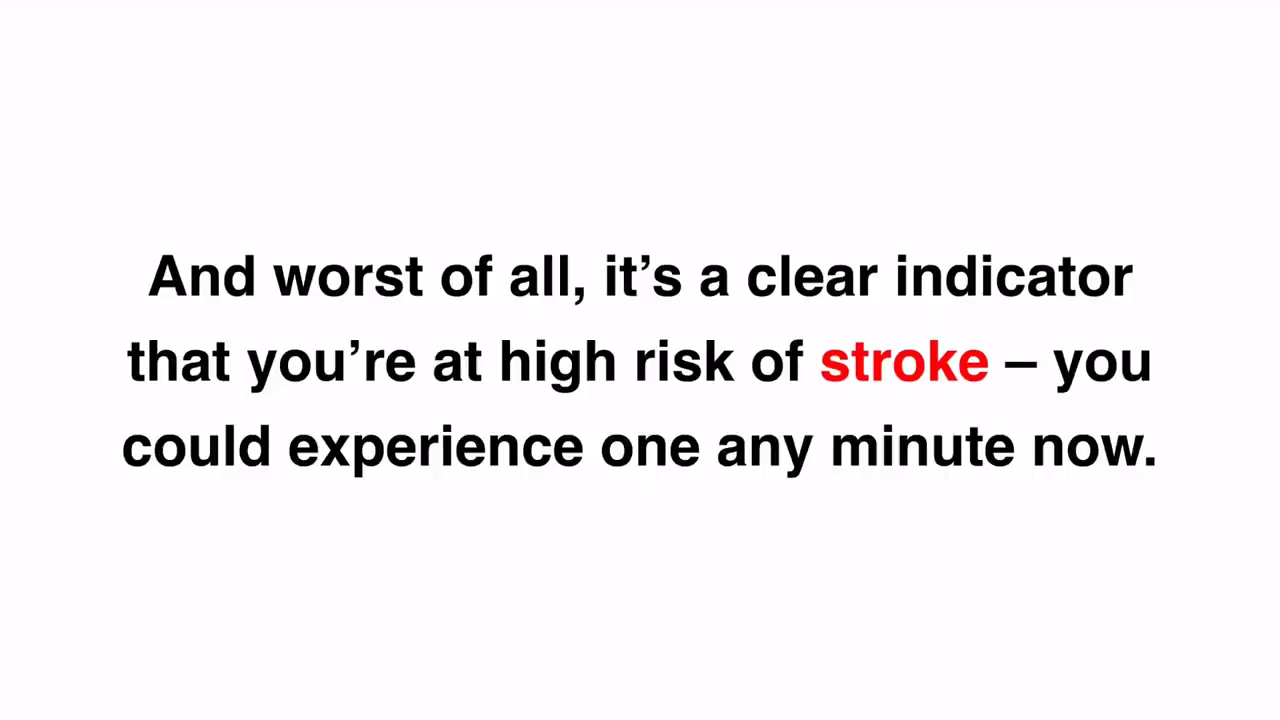 And worst of all, it’s a clear indicator
that you’re at high risk of stroke – you
could experience one any minute now.